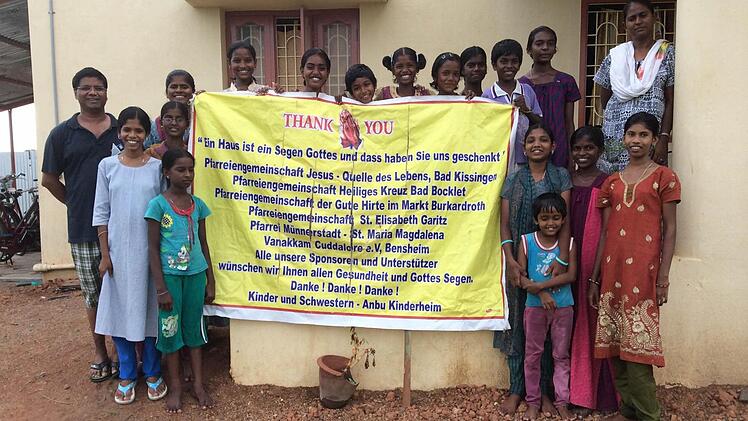 THANK YOU
"Ein Haus ist ein Segen Gottes und dass haben Sie uns geschenkt"
Pfarreiengemeinschaft Jesus - Quelle des Lebens, Bad Kissingen
Pfarreiengemeinschaft Heiliges Kreuz Bad Bocklet
Pfarreiengemeinschaft der Gute Hirte im Markt Burkardroth
Pfarreiengemeinschaft St. Elisabeth Garitz
Pfarrei Münnerstadt - St. Maria Magdalena
Vanakkam Cuddalore e.V, Bensheim
Alle unsere Sponsoren und Unterstützer
wünschen wir Ihnen allen Gesundheit und Gottes Segen.
Danke ! Danke ! Danke !
Kinder und Schwestern - Anbu Kinderheim